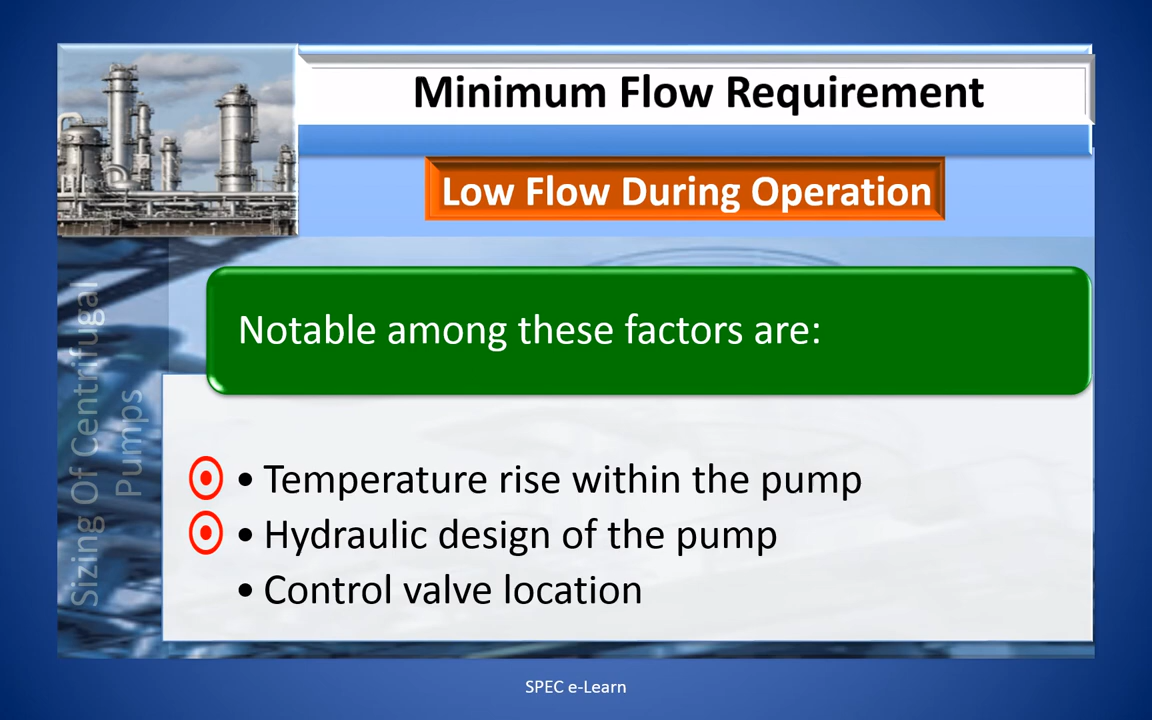 Minimum Flow Requirement
Low Flow During Operation
Notable among these factors are:
• Temperature rise within the pump
• Hydraulic design of the pump
• Control valve location
Sizing Of Centrifugal
Pumps
SPEC e-Learn